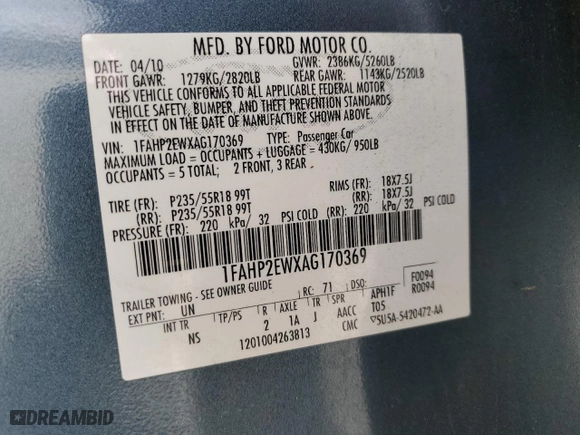 MFD. BY FORD MOTOR CO.
DATE: 04/10 GVWR: 2386KG/5260LB
FRONT GAWR: 1279KG/2820LB REAR GAWR: 1143KG/2520LB
THIS VEHICLE CONFORMS TO ALL APPLICABLE FEDERAL MOTOR
VEHICLE SAFETY, BUMPER, AND THEFT PREVENTION STANDARDS
IN EFFECT ON THE DATE OF MANUFACTURE SHOWN ABOVE.
VIN: 1FAHP2EWXAG170369 TYPE: Passenger Car
MAXIMUM LOAD = OCCUPANTS + LUGGAGE = 430KG/950LB
OCCUPANTS = 5 TOTAL; 2 FRONT, 3 REAR
TIRE (FR): P235/55R18 99T RIMS (FR): 18X7.5J
(RR): P235/55R18 99T (RR): 18X7.5J
PRESSURE (FR): 220 kPa/ 32 PSI COLD (RR): 220 kPa/ 32 PSI COLD
1FAHP2EWXAG170369
TRAILER TOWING - SEE OWNER GUIDE
EXT PNT: UN RC: 71 DSO: F0094
R0094
INT TR TP/PS R AXLE TR SPR APH1F
NS 2 1A J AACC T05
1201004263813 CMC ▽5U5A-5420472-AA
DREAMBID